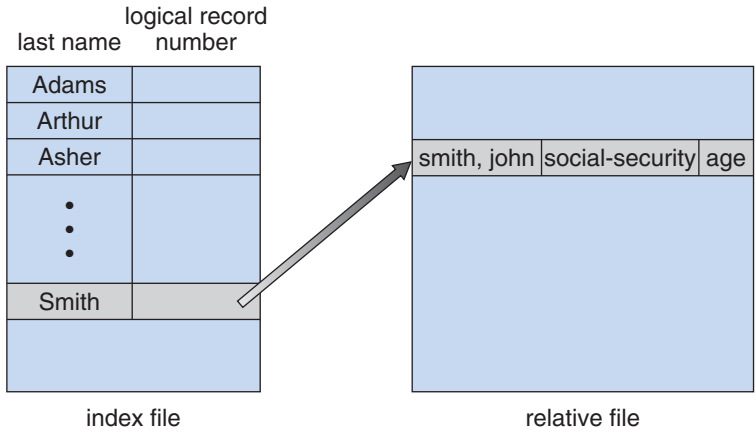 last name
logical record
number
Adams
Arthur
Asher
Smith
smith, john social-security age
index file
relative file